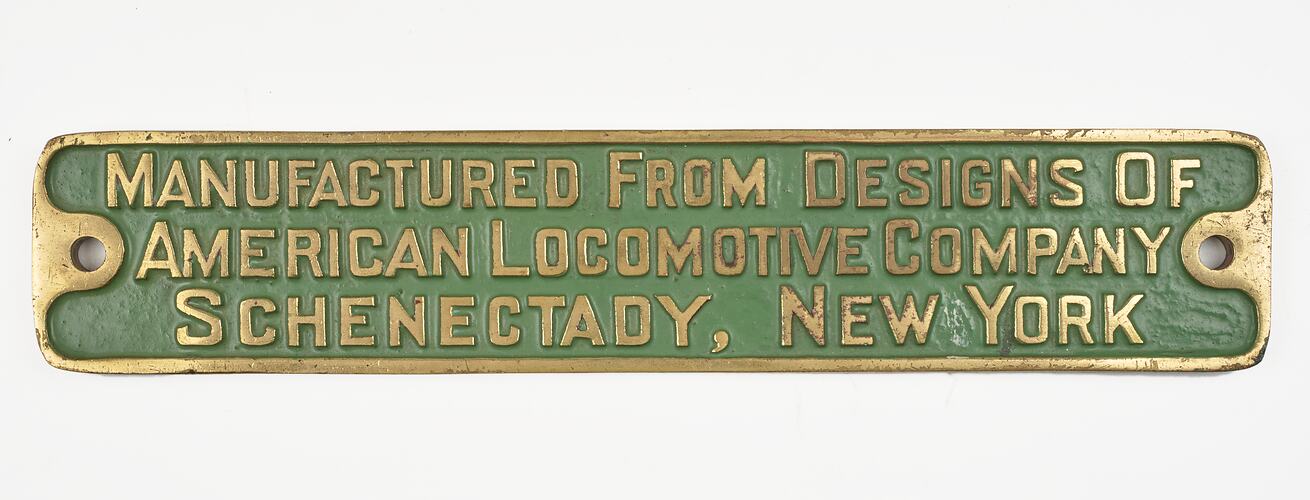 MANUFACTURED FROM DESIGNS OF
AMERICAN LOCOMOTIVE COMPANY
SCHENECTADY, NEW YORK